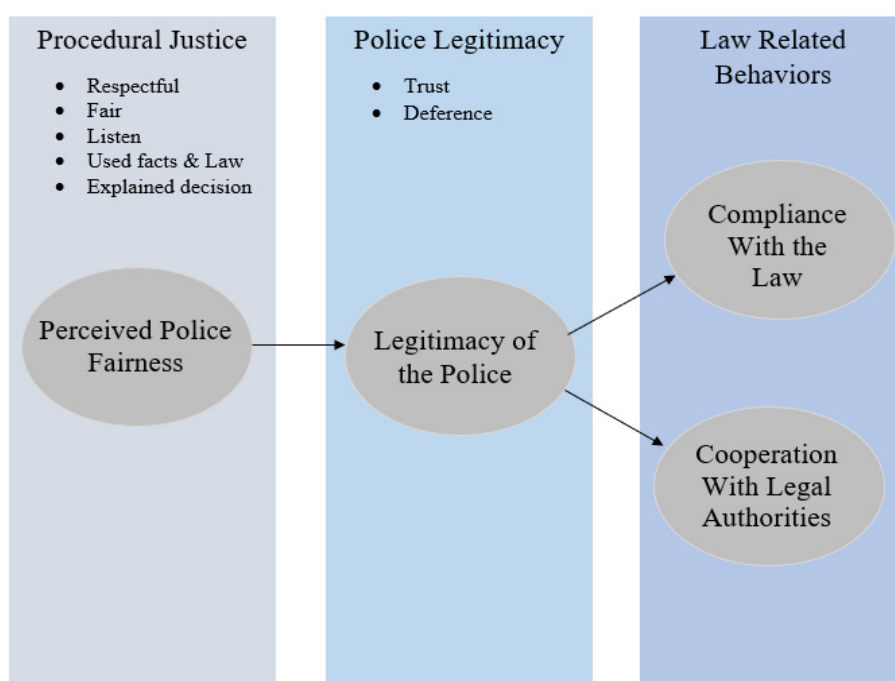 Procedural Justice
• Respectful
• Fair
• Listen
• Used facts & Law
• Explained decision
Perceived Police
Fairness
Police Legitimacy
• Trust
• Deference
Legitimacy of
the Police
Law Related
Behaviors
Compliance
With the
Law
Cooperation
With Legal
Authorities